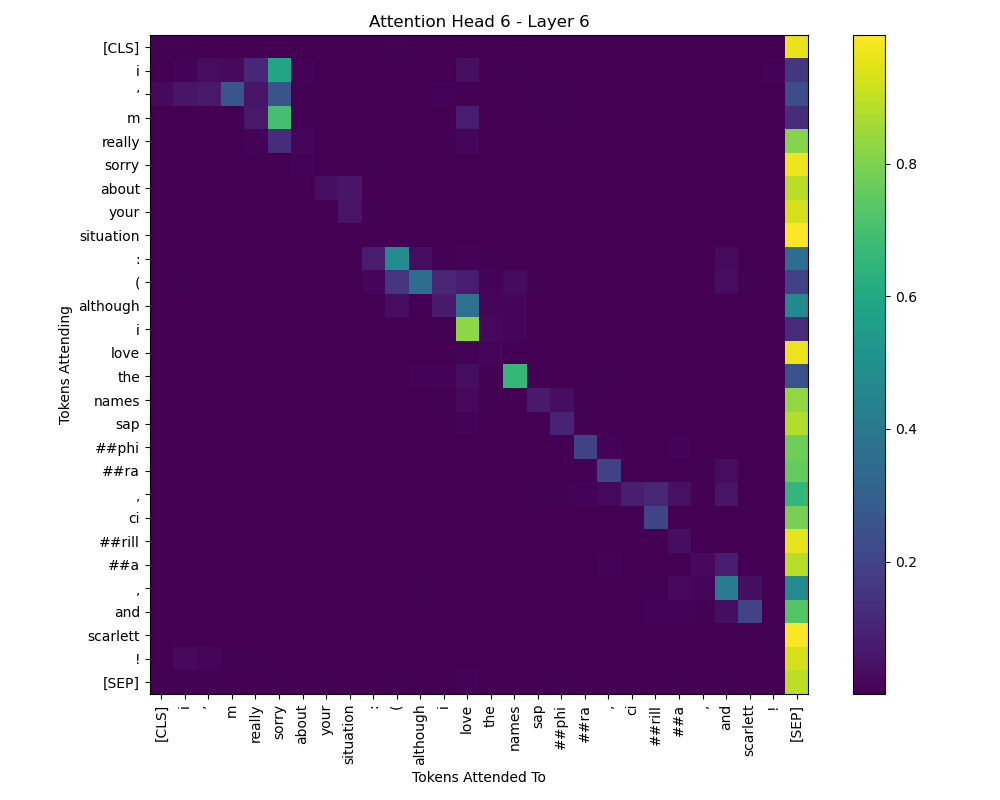 Attention Head 6 - Layer 6
Tokens Attending
[CLS]
i
’
m
really
sorry
about
your
situation
:
(
although
i
love
the
names
sap
##phi
##ra
,
ci
##rill
##a
,
and
scarlett
!
[SEP]
[CLS]
i
’
m
really
sorry
about
your
situation
:
(
although
i
love
the
names
sap
##phi
##ra
,
ci
##rill
##a
,
and
scarlett
!
[SEP]
Tokens Attended To
0.8
0.6
0.4
0.2